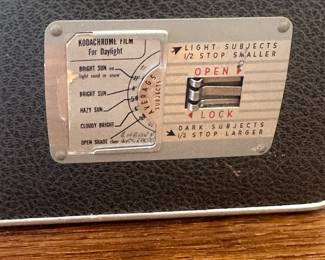 KODACHROME FILM
For Daylight
BRIGHT SUN on
light sand or snow
BRIGHT SUN
HAZY SUN
CLOUDY BRIGHT
OPEN SHADE
AVERAGE
SUBJECTS
LIGHT SUBJECTS
1/2 STOP SMALLER
OPEN
LOCK
DARK SUBJECTS
1/2 STOP LARGER